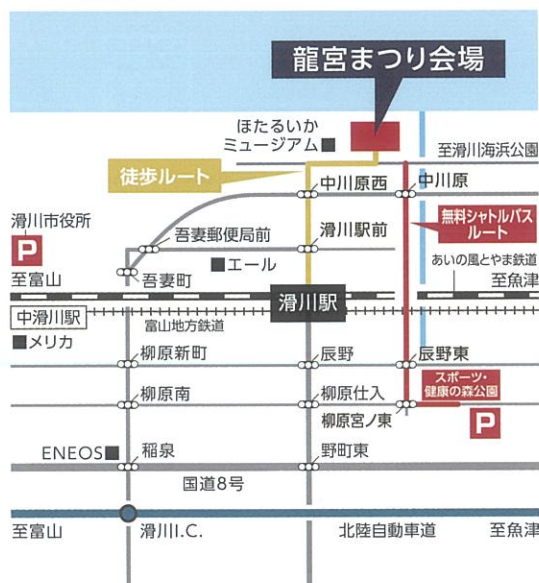 龍宮まつり会場
ほたるいか
ミュージアム
至滑川海浜公園
徒歩ルート
中川原西
中川原
滑川市役所
P
無料シャトルバス
ルート
吾妻郵便局前
滑川駅前
エール
あいの風とやま鉄道
至富山
吾妻町
至魚津
滑川駅
中滑川駅
富山地方鉄道
メリカ
柳原新町
辰野
辰野東
スポーツ・
健康の森公園
柳原南
柳原仕入
柳原宮ノ東
P
ENEOS
稲泉
野町東
国道8号
至富山
滑川I.C.
北陸自動車道
至魚津